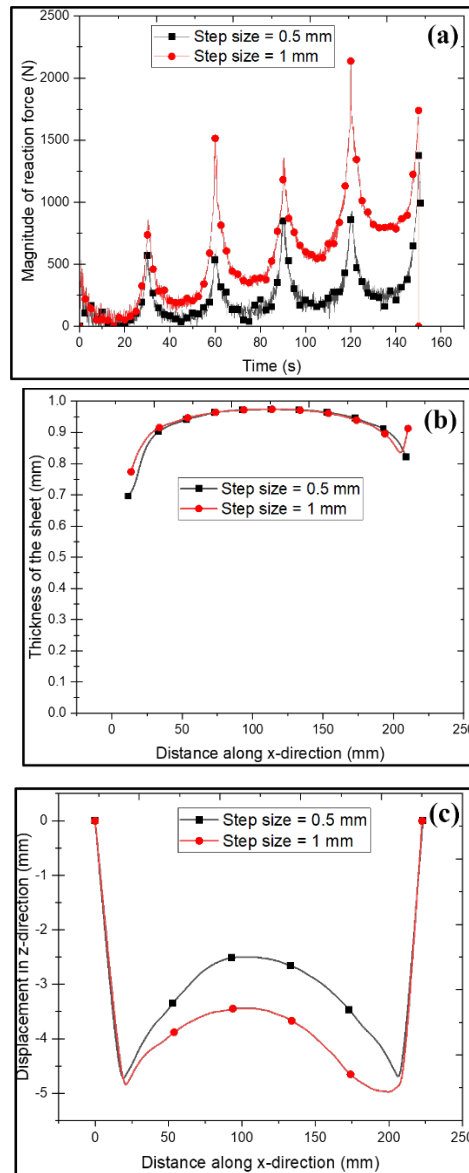 2500
Step size = 0.5 mm
Step size = 1 mm
(a)
2000
1500
1000
500
0
Magnitude of reaction force (N)
0 20 40 60 80 100 120 140 160
Time (s)
1.0
0.9
0.8
0.7
0.6
0.5
0.4
0.3
0.2
0.1
0.0
(b)
Step size = 0.5 mm
Step size = 1 mm
Thickness of the sheet (mm)
0 50 100 150 200 250
Distance along x-direction (mm)
0
-1
-2
-3
-4
-5
Step size = 0.5 mm
Step size = 1 mm
(c)
Displacement in z-direction (mm)
0 50 100 150 200 250
Distance along x-direction (mm)